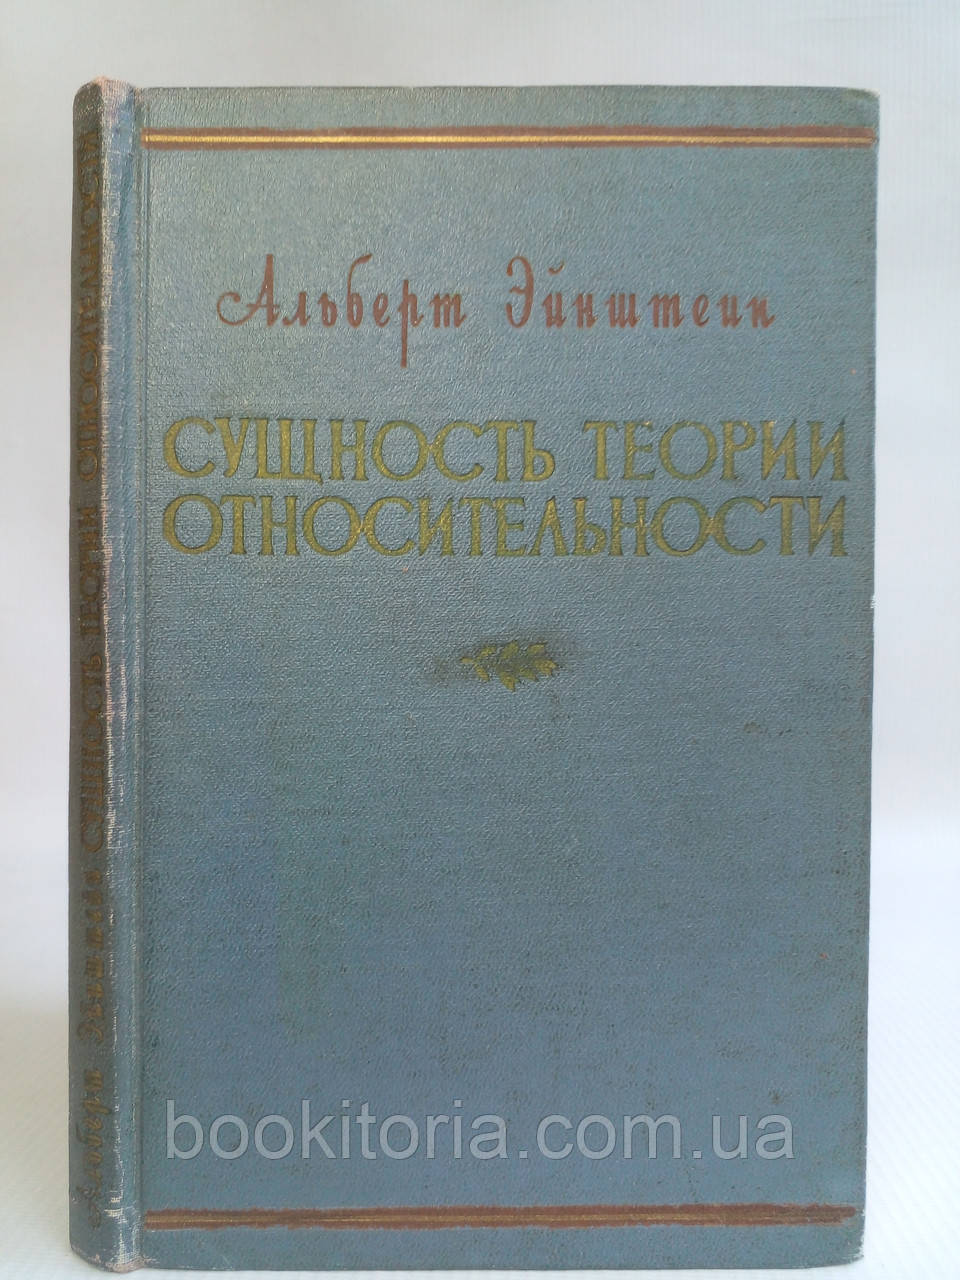 Альберт Эйнштейн
СУЩНОСТЬ ТЕОРИИ
ОТНОСИТЕЛЬНОСТИ
Альберт Эйнштейн СУЩНОСТЬ ТЕОРИИ ОТНОСИТЕЛЬНОСТИ
bookitoria.com.ua